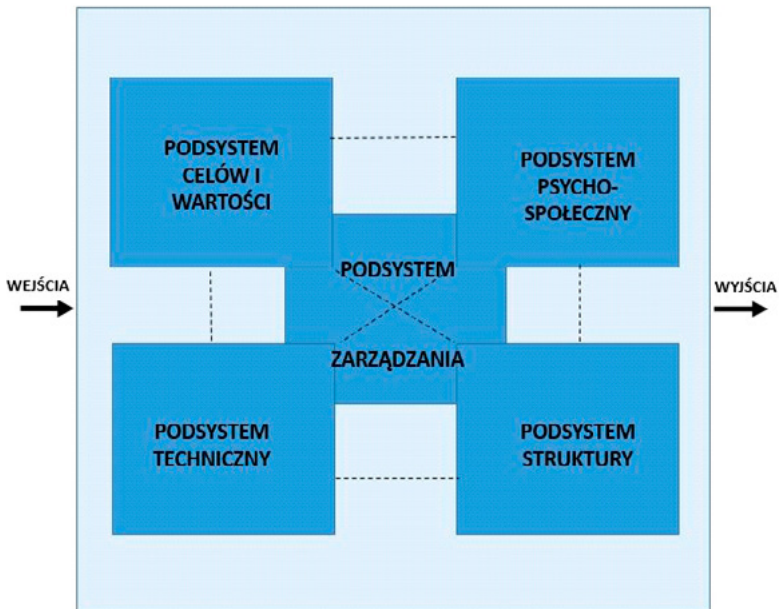 PODSYSTEM
CELÓW I
WARTOŚCI
PODSYSTEM
PSYCHO-
SPOŁECZNY
PODSYSTEM
WEJŚCIA
WYJŚCIA
ZARZĄDZANIA
PODSYSTEM
TECHNICZNY
PODSYSTEM
STRUKTURY